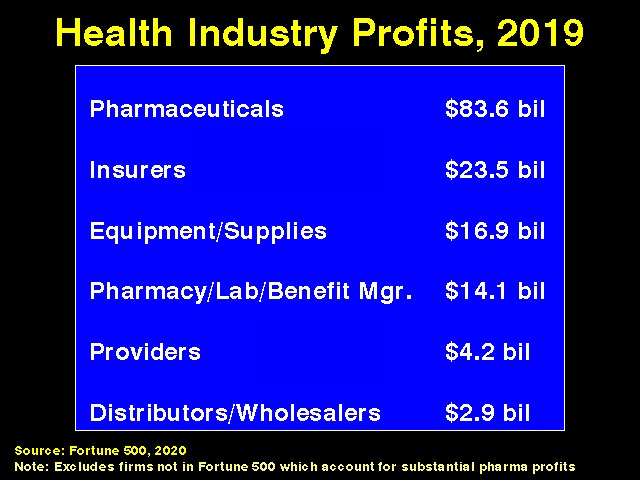 Health Industry Profits, 2019
Pharmaceuticals $83.6 bil
Insurers $23.5 bil
Equipment/Supplies $16.9 bil
Pharmacy/Lab/Benefit Mgr. $14.1 bil
Providers $4.2 bil
Distributors/Wholesalers $2.9 bil
Source: Fortune 500, 2020
Note: Excludes firms not in Fortune 500 which account for substantial pharma profits